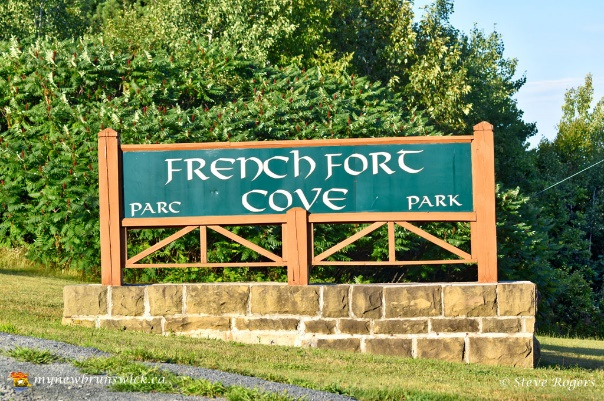 FRENCH FORT
COVE
PARC PARK
mynewbrunswick.ca
© Steve Rogers